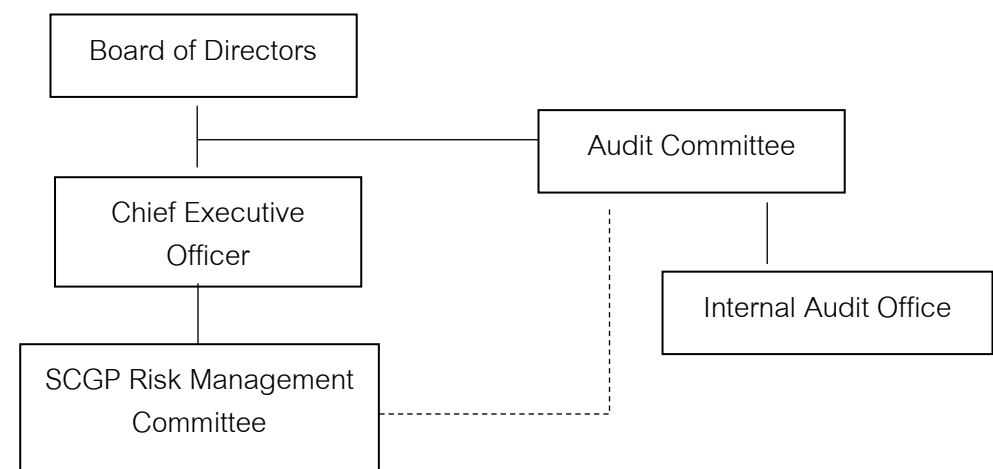 Board of Directors
Audit Committee
Chief Executive
Officer
Internal Audit Office
SCGP Risk Management
Committee